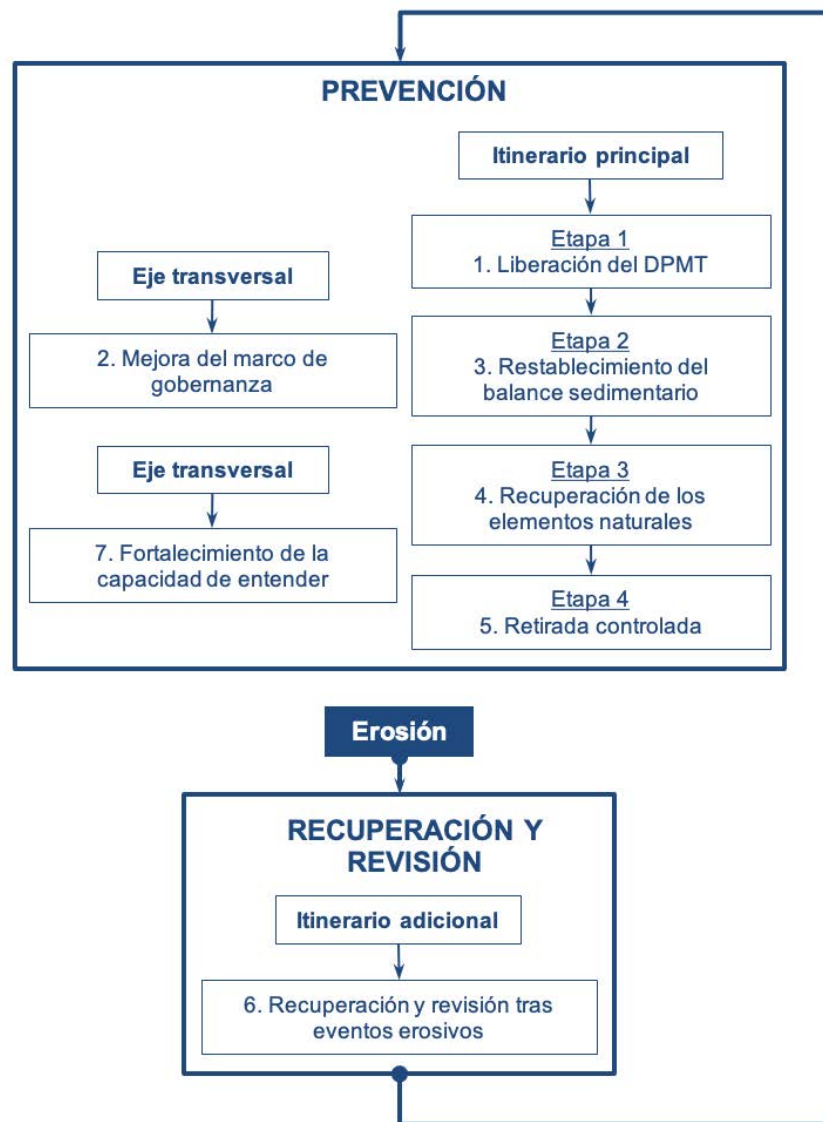 PREVENCIÓN
Itinerario principal
Etapa 1
1. Liberación del DPMT
Eje transversal
Etapa 2
2. Mejora del marco de
gobernanza
3. Restablecimiento del
balance sedimentario
Eje transversal
Etapa 3
4. Recuperación de los
elementos naturales
7. Fortalecimiento de la
capacidad de entender
Etapa 4
5. Retirada controlada
Erosión
RECUPERACIÓN Y
REVISIÓN
Itinerario adicional
6. Recuperación y revisión tras
eventos erosivos